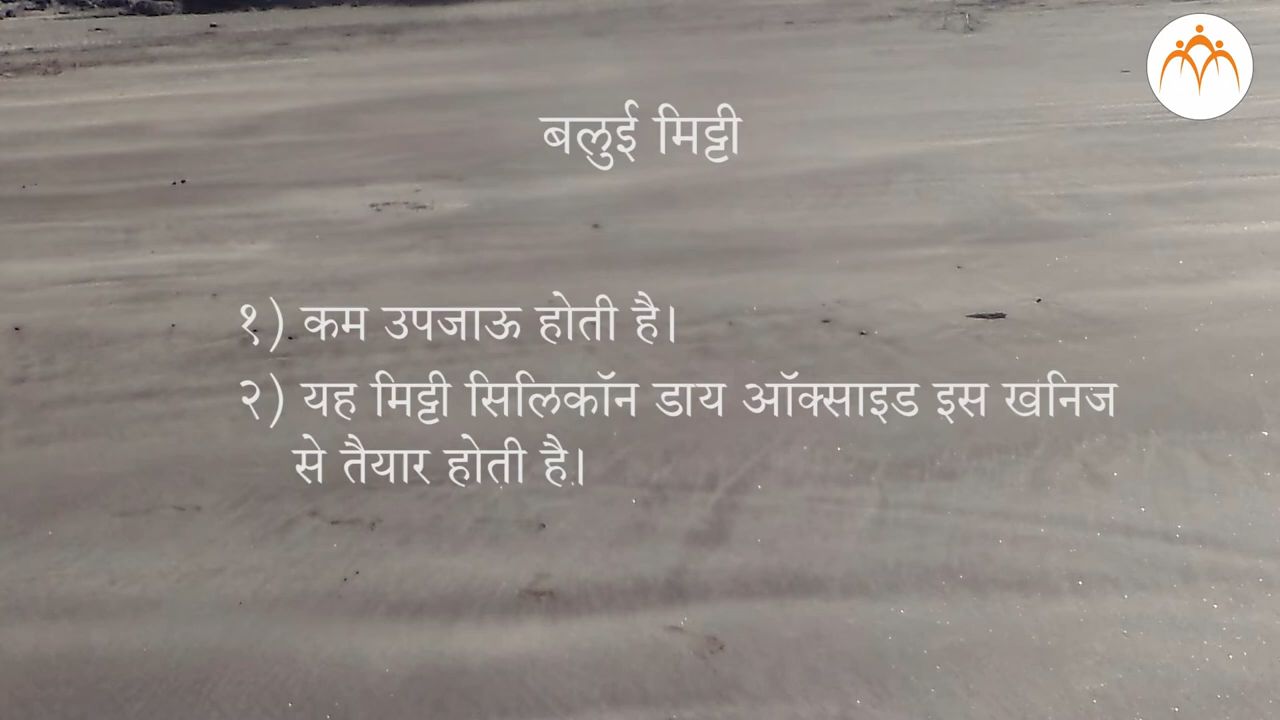 बलुई मिट्टी
१) कम उपजाऊ होती है।
२) यह मिट्टी सिलिकॉन डाय ऑक्साइड इस खनिज
से तैयार होती है।